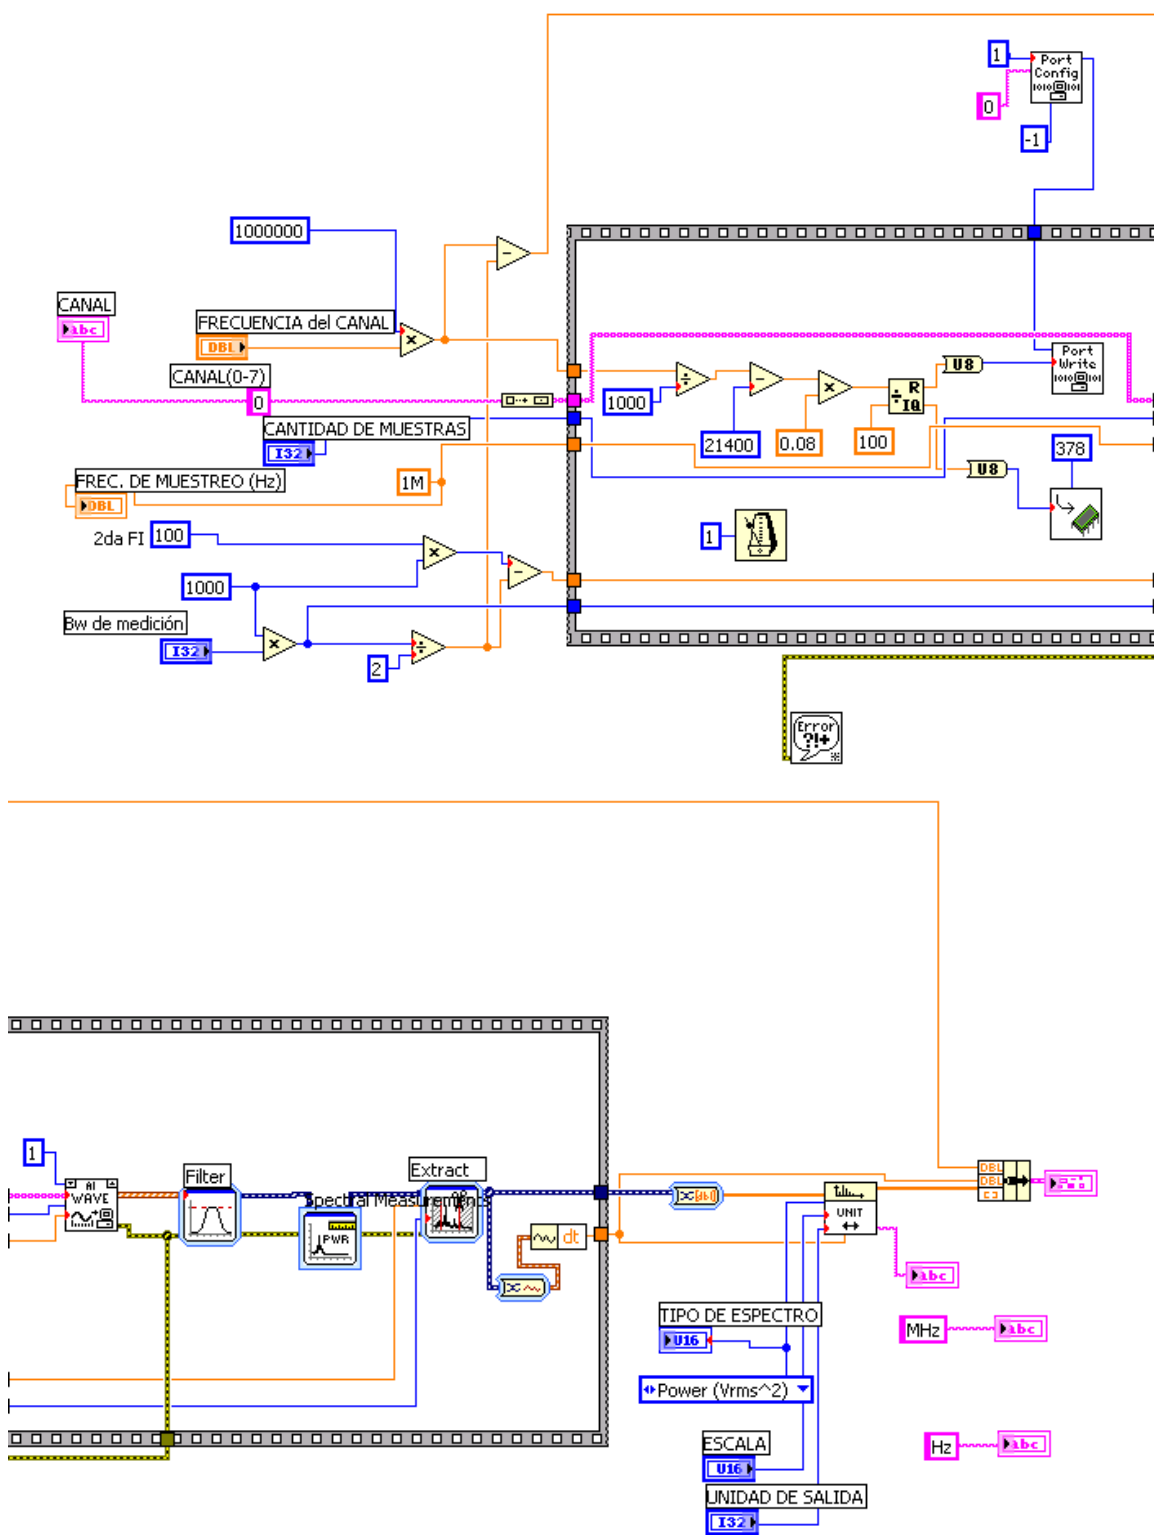 1
Port
Config
0
-1
1000000
CANAL
abc
FRECUENCIA del CANAL
DBL
CANAL(0-7)
0
CANTIDAD DE MUESTRAS
I32
FREC. DE MUESTREO (Hz)
DBL
1M
2da FI 100
1000
Bw de medición
I32
2
1000
21400
0.08
R
IQ
100
U8
Port
Write
U8
378
1
Error
?!+
1
AI
WAVE
Filter
Spectral Measurements
PWR
Extract
dt
UNIT
DBL
DBL
abc
TIPO DE ESPECTRO
U16
Power (Vrms^2)
MHz
abc
ESCALA
U16
Hz
abc
UNIDAD DE SALIDA
I32